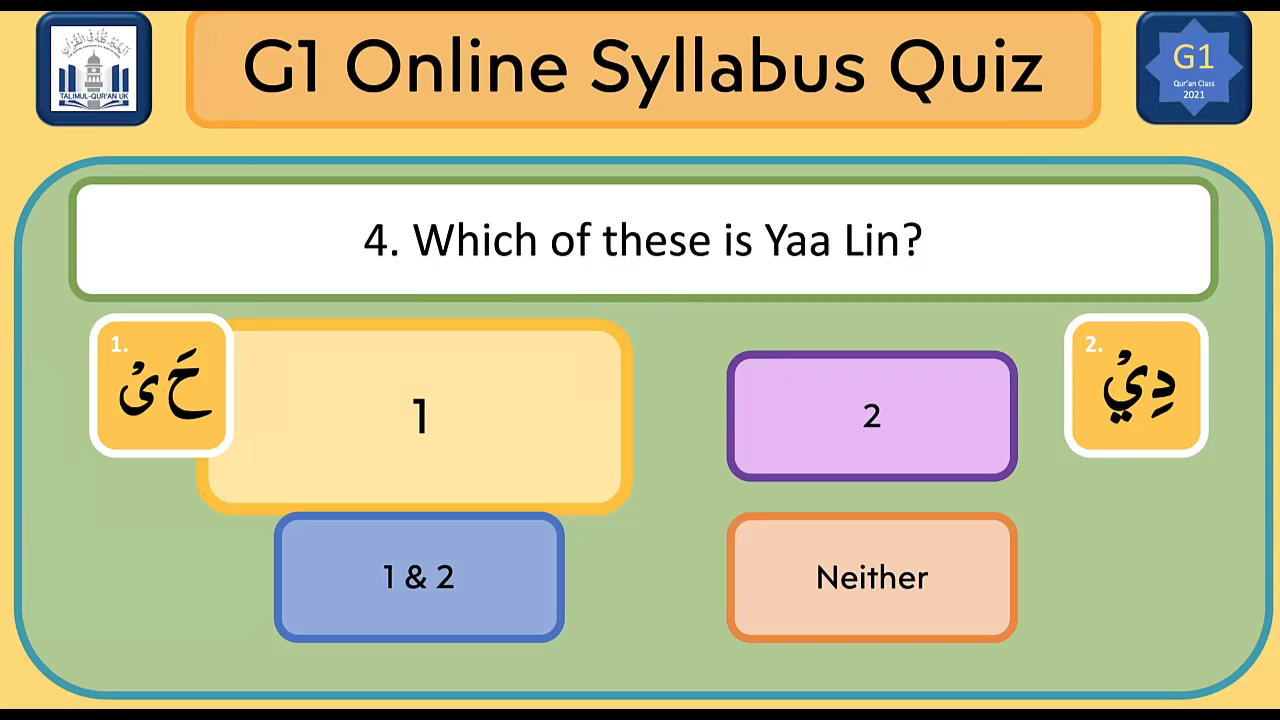 G1 Online Syllabus Quiz
TALIMUL-QUR'AN UK
G1
Qur'an Class
2021
4. Which of these is Yaa Lin?
1.
حَىْ
1
2
2.
دِيْ
1 & 2
Neither